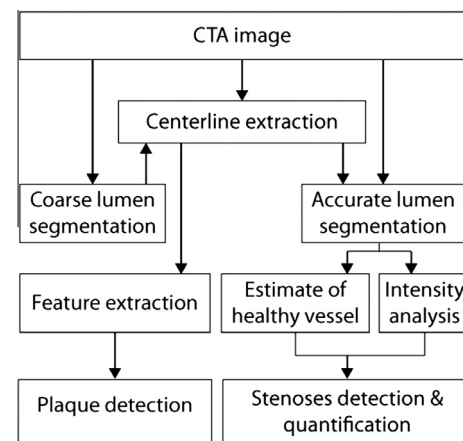 CTA image
Centerline extraction
Coarse lumen
segmentation
Accurate lumen
segmentation
Feature extraction
Estimate of
healthy vessel
Intensity
analysis
Plaque detection
Stenoses detection &
quantification